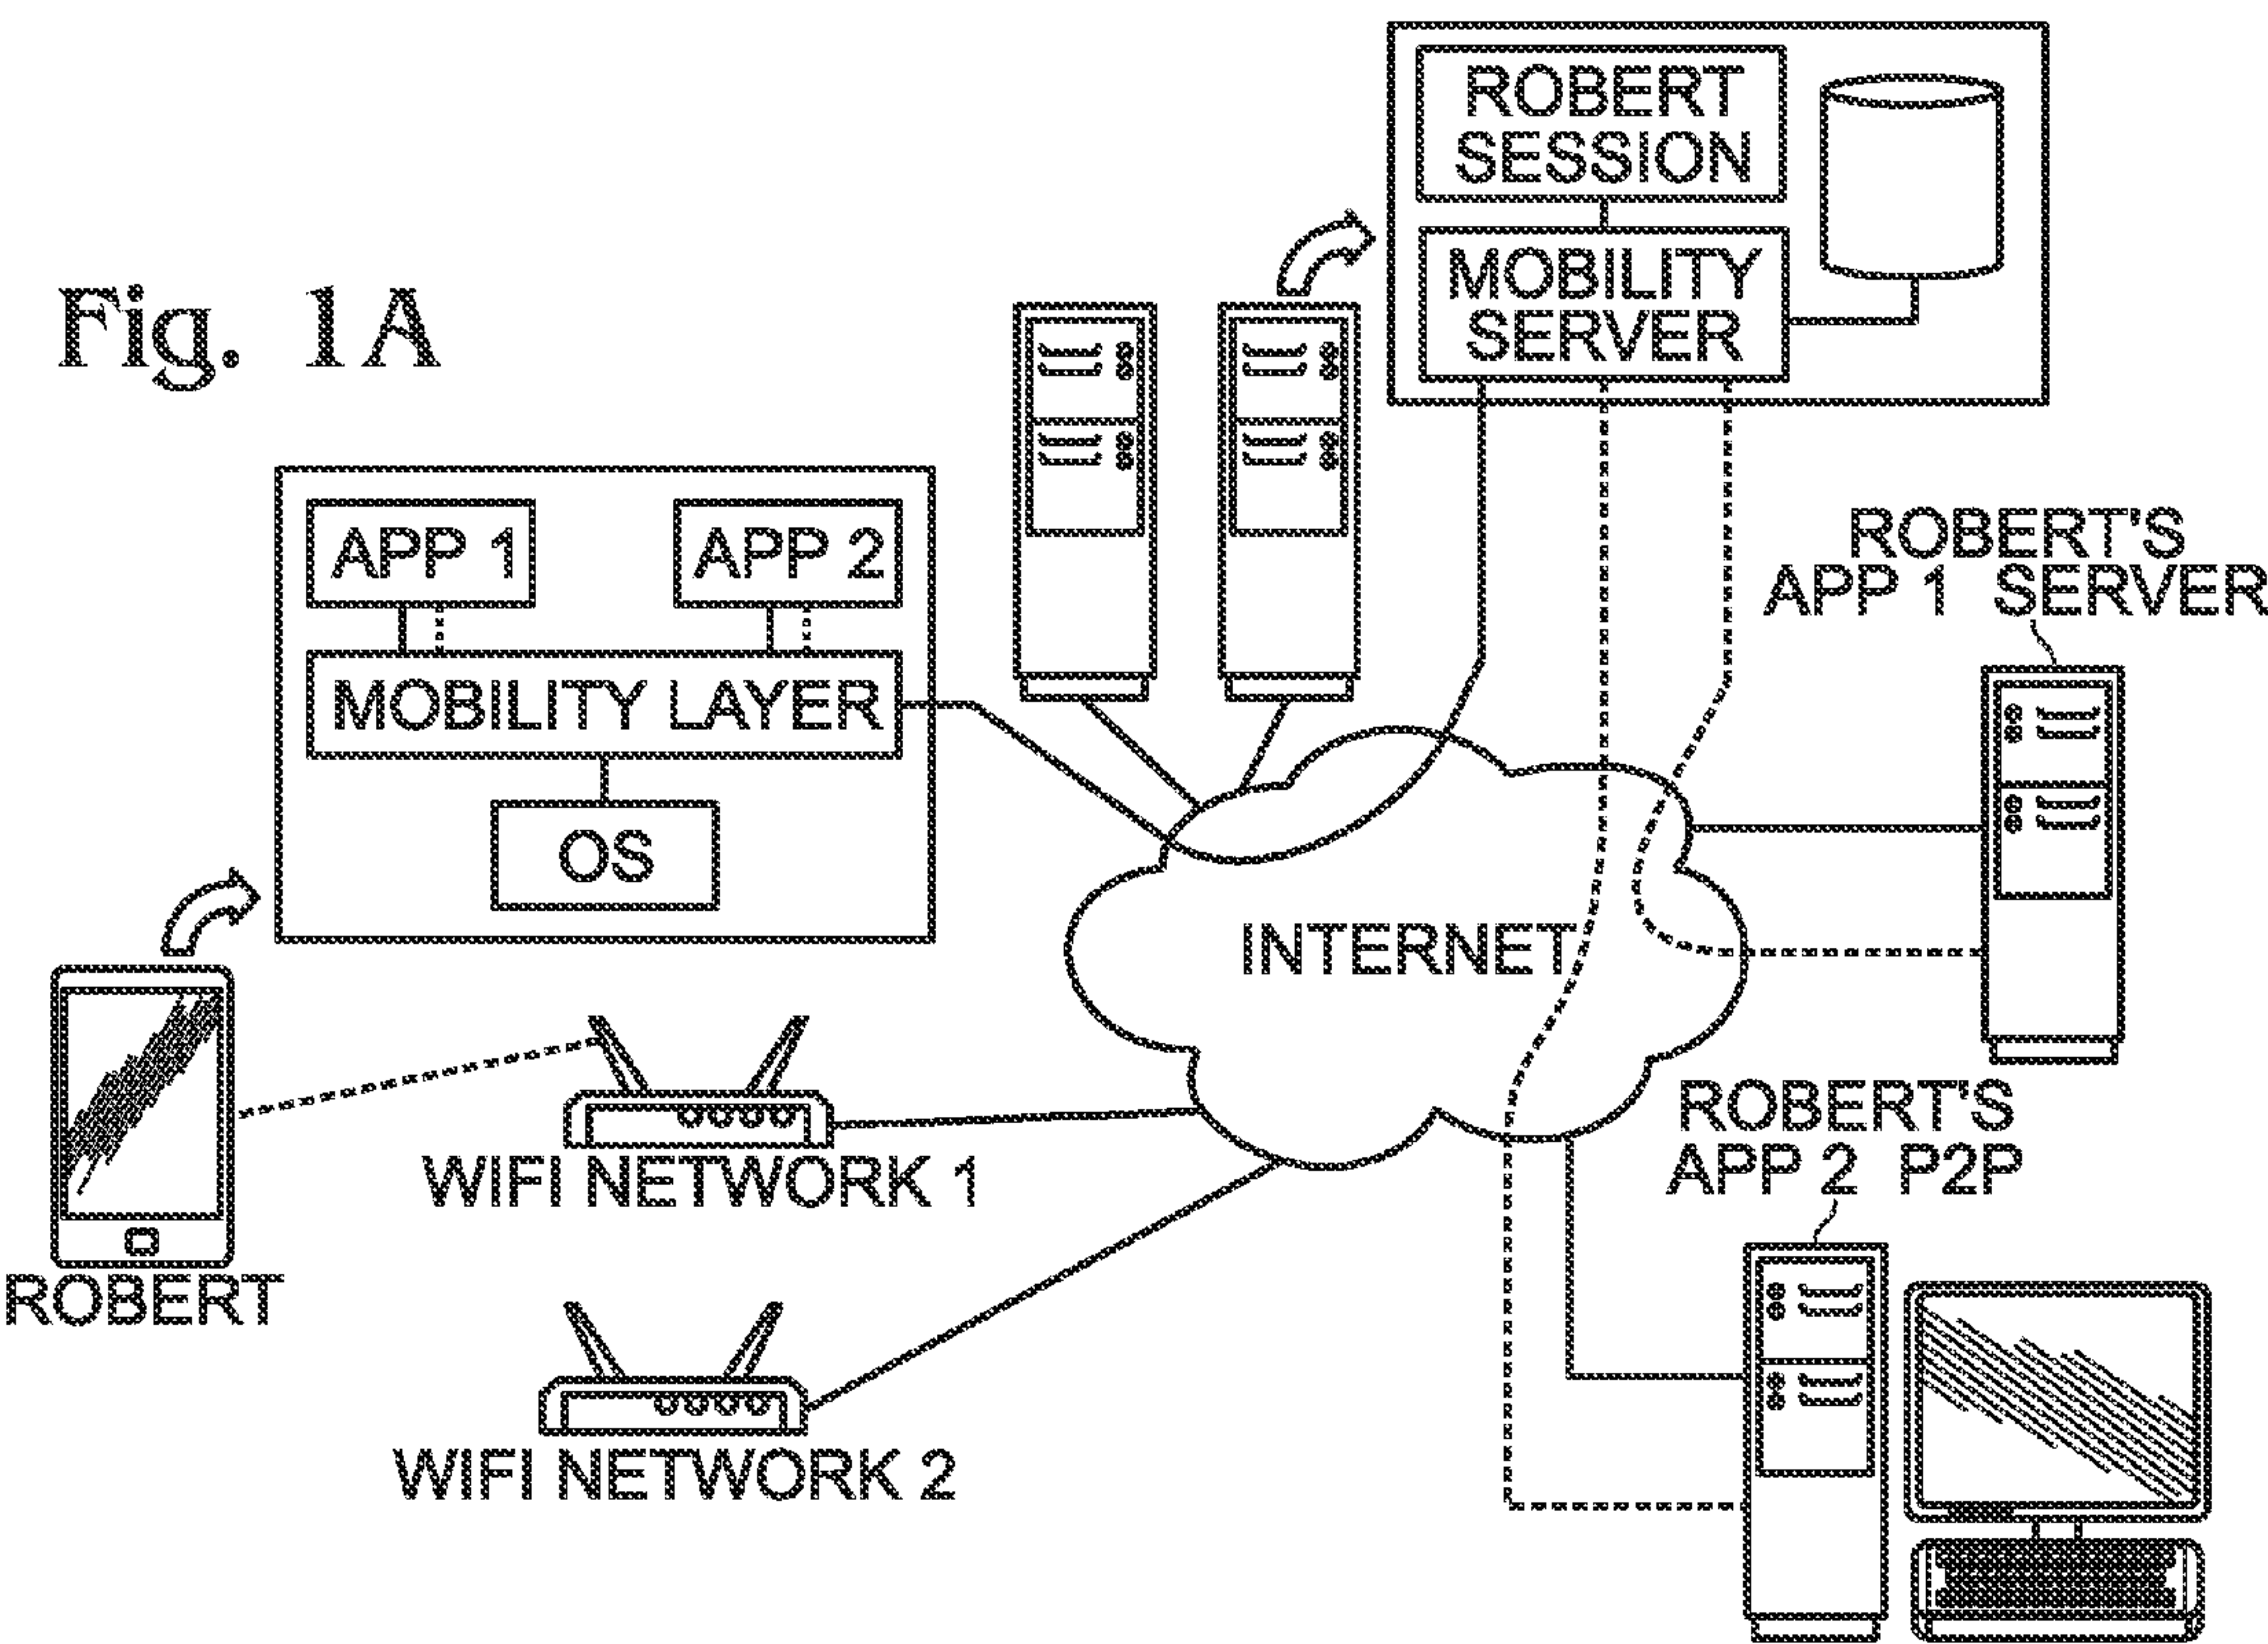 Fig. 1A
ROBERT
SESSION
MOBILITY
SERVER
APP 1
APP 2
MOBILITY LAYER
OS
ROBERT'S
APP 1 SERVER
INTERNET
ROBERT
WIFI NETWORK 1
WIFI NETWORK 2
ROBERT'S
APP 2 P2P